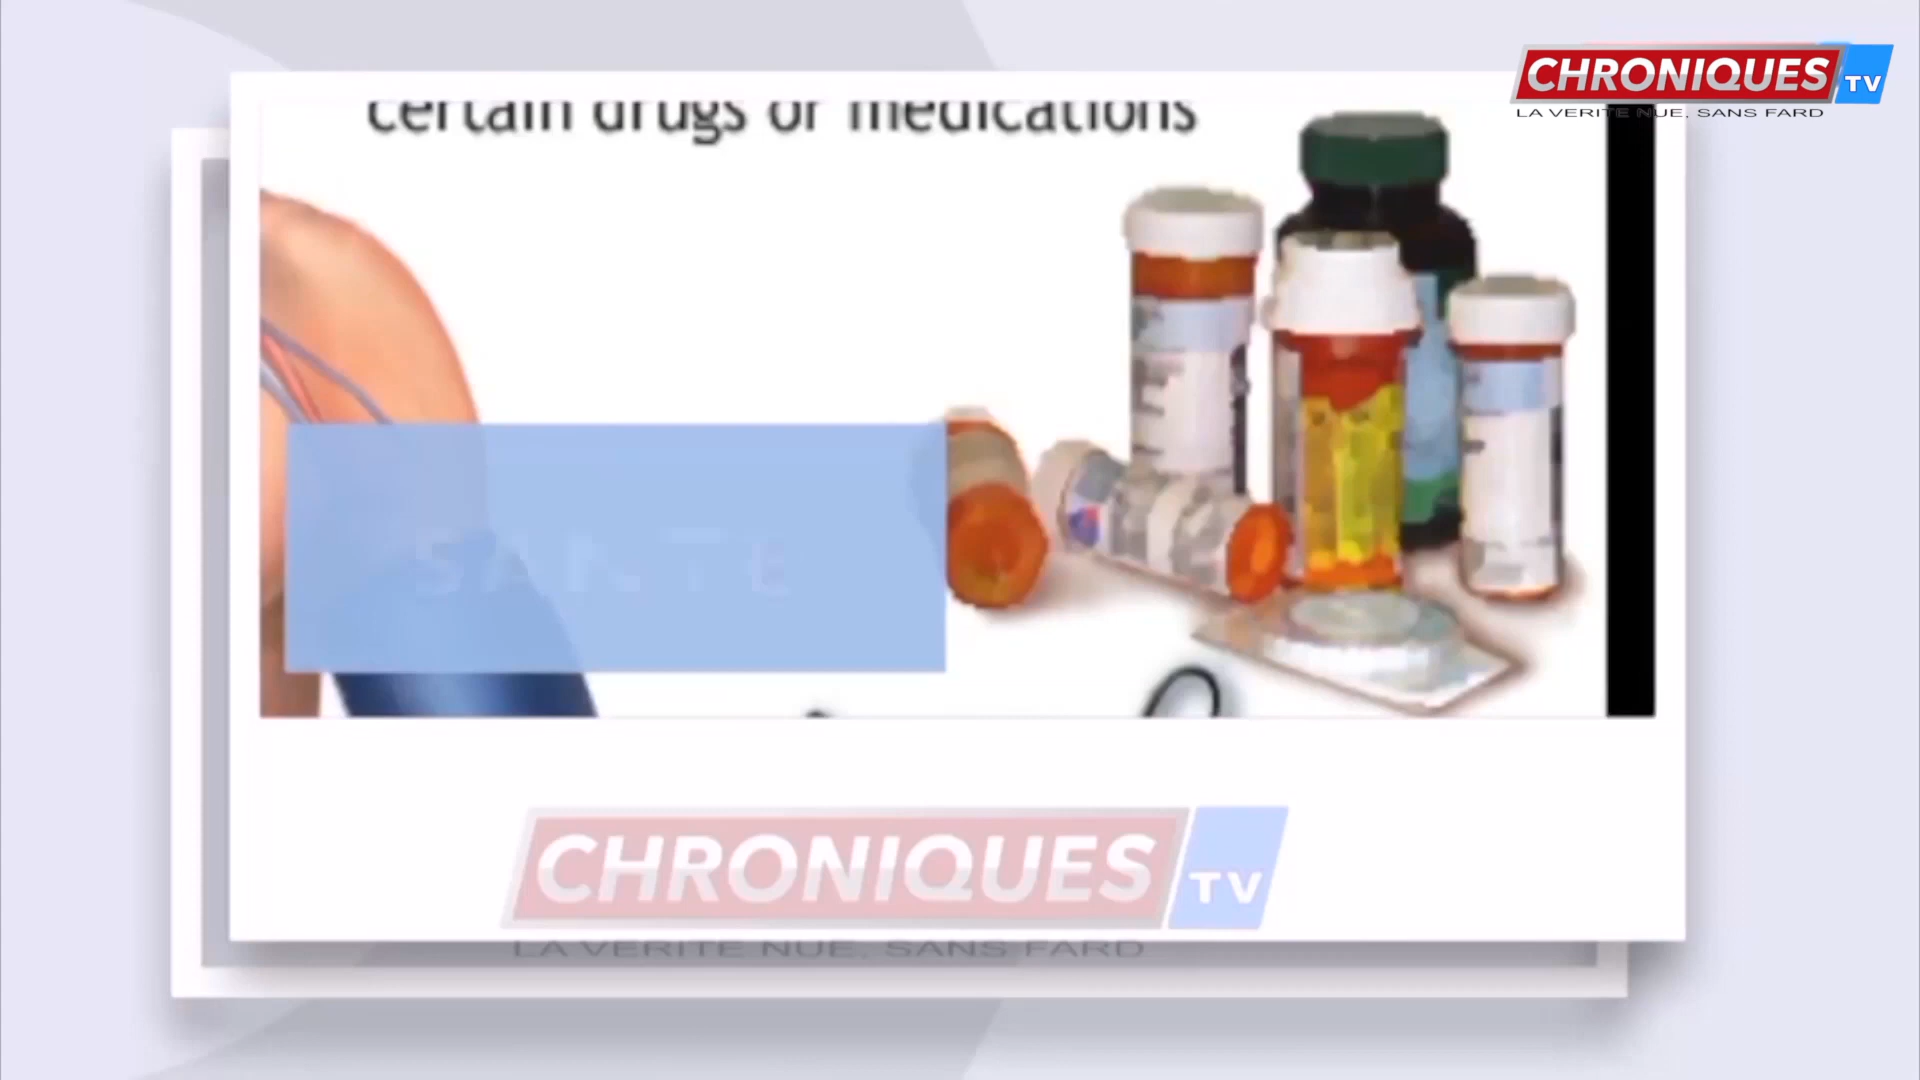 CHRONIQUES TV
LA VERITE NUE, SANS FARD
certain drugs or medications
SANTE
CHRONIQUES TV
LA VERITE NUE, SANS FARD